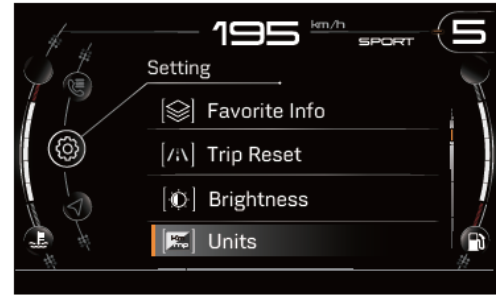 195 km/h SPORT 5
Setting
Favorite Info
Trip Reset
Brightness
Units